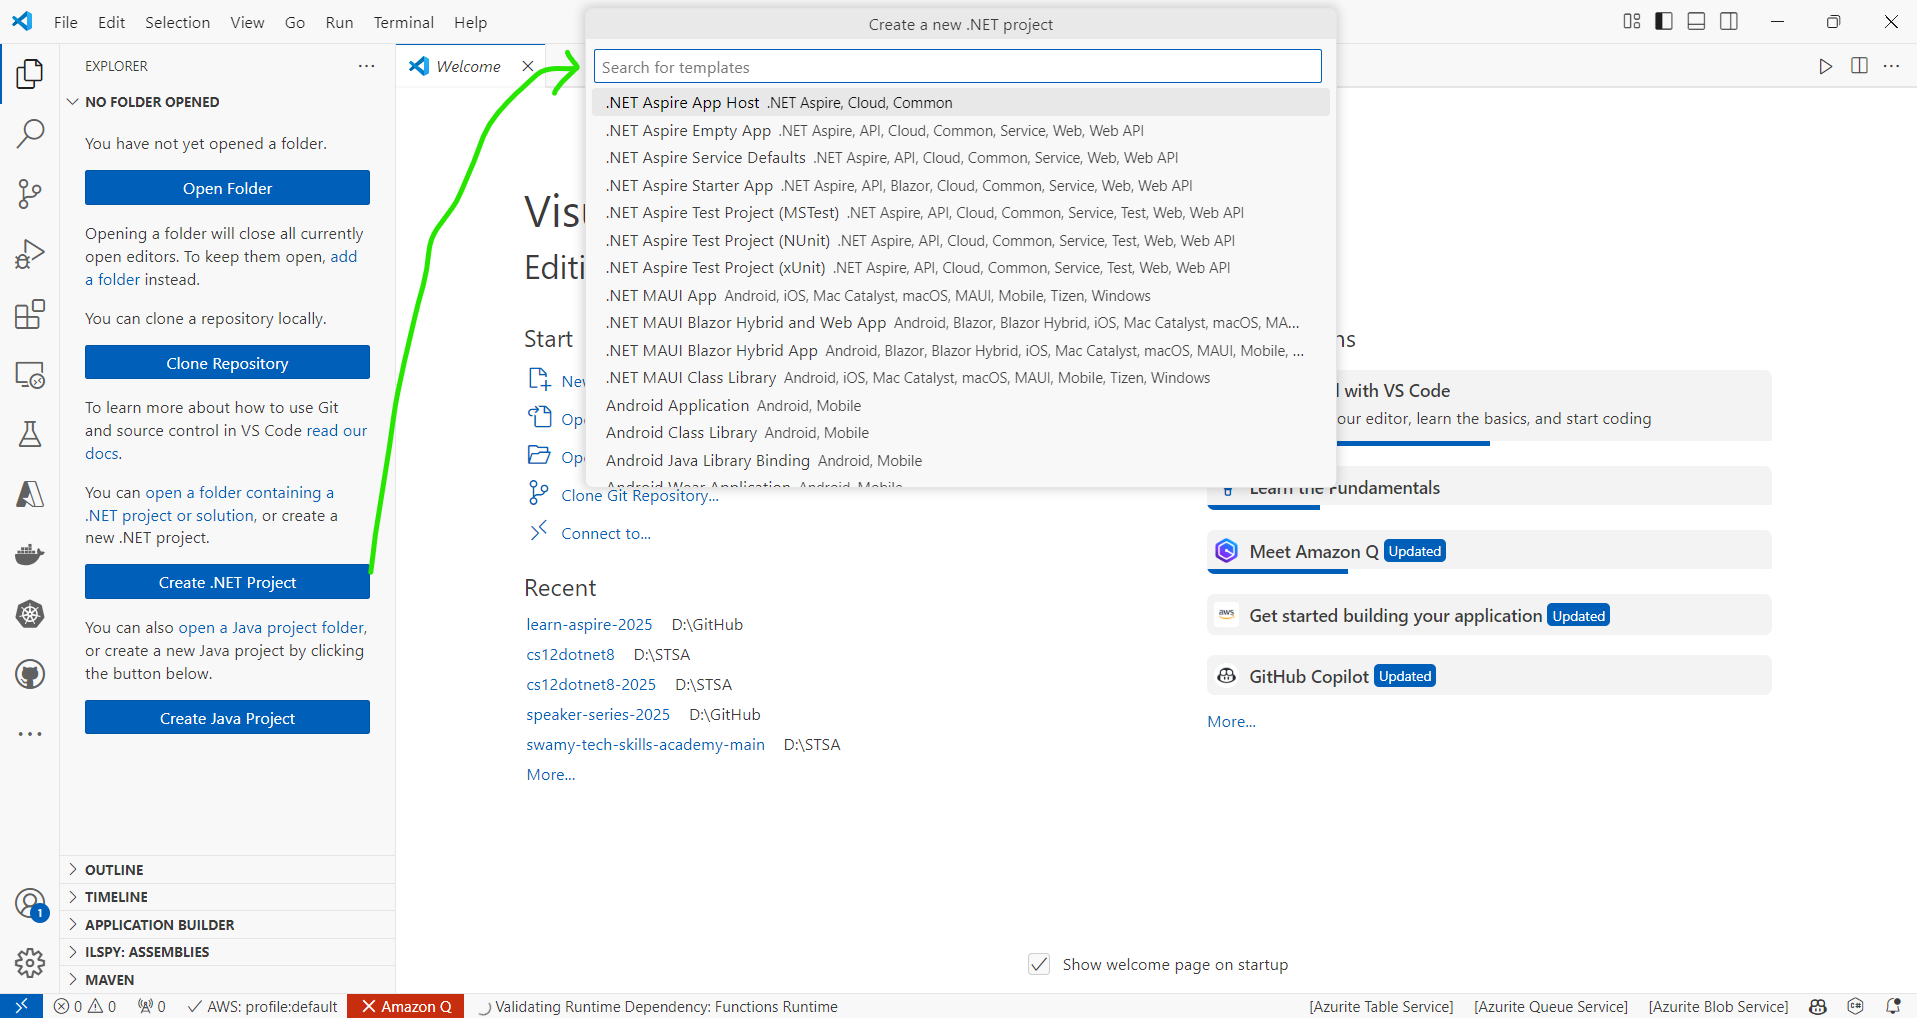 File Edit Selection View Go Run Terminal Help
Create a new .NET project
Search for templates
.NET Aspire App Host .NET Aspire, Cloud, Common
.NET Aspire Empty App .NET Aspire, API, Cloud, Common, Service, Web, Web API
.NET Aspire Service Defaults .NET Aspire, API, Cloud, Common, Service, Web, Web API
.NET Aspire Starter App .NET Aspire, API, Blazor, Cloud, Common, Service, Web, Web API
.NET Aspire Test Project (MSTest) .NET Aspire, API, Cloud, Common, Service, Test, Web, Web API
.NET Aspire Test Project (NUnit) .NET Aspire, API, Cloud, Common, Service, Test, Web, Web API
.NET Aspire Test Project (xUnit) .NET Aspire, API, Cloud, Common, Service, Test, Web, Web API
.NET MAUI App Android, iOS, Mac Catalyst, macOS, MAUI, Mobile, Tizen, Windows
.NET MAUI Blazor Hybrid and Web App Android, Blazor, Blazor Hybrid, iOS, Mac Catalyst, macOS, MA...
.NET MAUI Blazor Hybrid App Android, Blazor, Blazor Hybrid, iOS, Mac Catalyst, macOS, MAUI, Mobile, ...
.NET MAUI Class Library Android, iOS, Mac Catalyst, macOS, MAUI, Mobile, Tizen, Windows
Android Application Android, Mobile
Android Class Library Android, Mobile
Android Java Library Binding Android, Mobile
Android Wear Application Android, Mobile
EXPLORER
NO FOLDER OPENED
You have not yet opened a folder.
Open Folder
Opening a folder will close all currently
open editors. To keep them open, add
a folder instead.
You can clone a repository locally.
Clone Repository
To learn more about how to use Git
and source control in VS Code read our
docs.
You can open a folder containing a
.NET project or solution, or create a
new .NET project.
Create .NET Project
You can also open a Java project folder,
or create a new Java project by clicking
the button below.
Create Java Project
OUTLINE
TIMELINE
APPLICATION BUILDER
ILSPY: ASSEMBLIES
MAVEN
1
Welcome
Vis
Editi
Start
Ne
Ope
Ope
Clone Git Repository...
Connect to...
Recent
learn-aspire-2025 D:\GitHub
cs12dotnet8 D:\STSA
cs12dotnet8-2025 D:\STSA
speaker-series-2025 D:\GitHub
swamy-tech-skills-academy-main D:\STSA
More...
ns
with VS Code
our editor, learn the basics, and start coding
Learn the Fundamentals
Meet Amazon Q Updated
aws Get started building your application Updated
GitHub Copilot Updated
More...
Show welcome page on startup
0 0 0 AWS: profile:default Amazon Q Validating Runtime Dependency: Functions Runtime [Azurite Table Service] [Azurite Queue Service] [Azurite Blob Service]